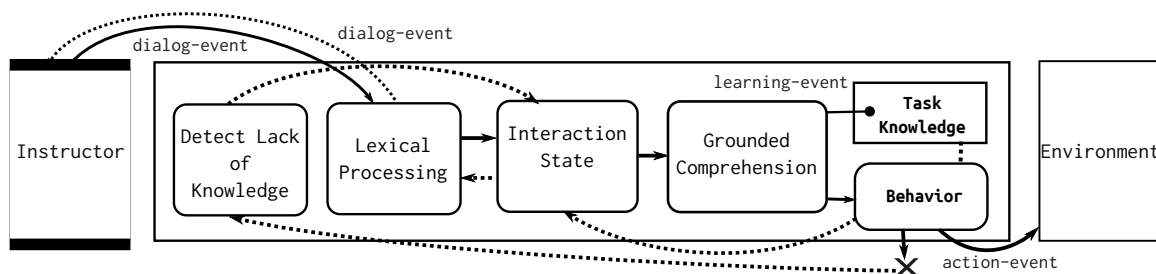 dialog-event
dialog-event
learning-event
Instructor
Detect Lack
of
Knowledge
Lexical
Processing
Interaction
State
Grounded
Comprehension
Task
Knowledge
Behavior
Environment
action-event